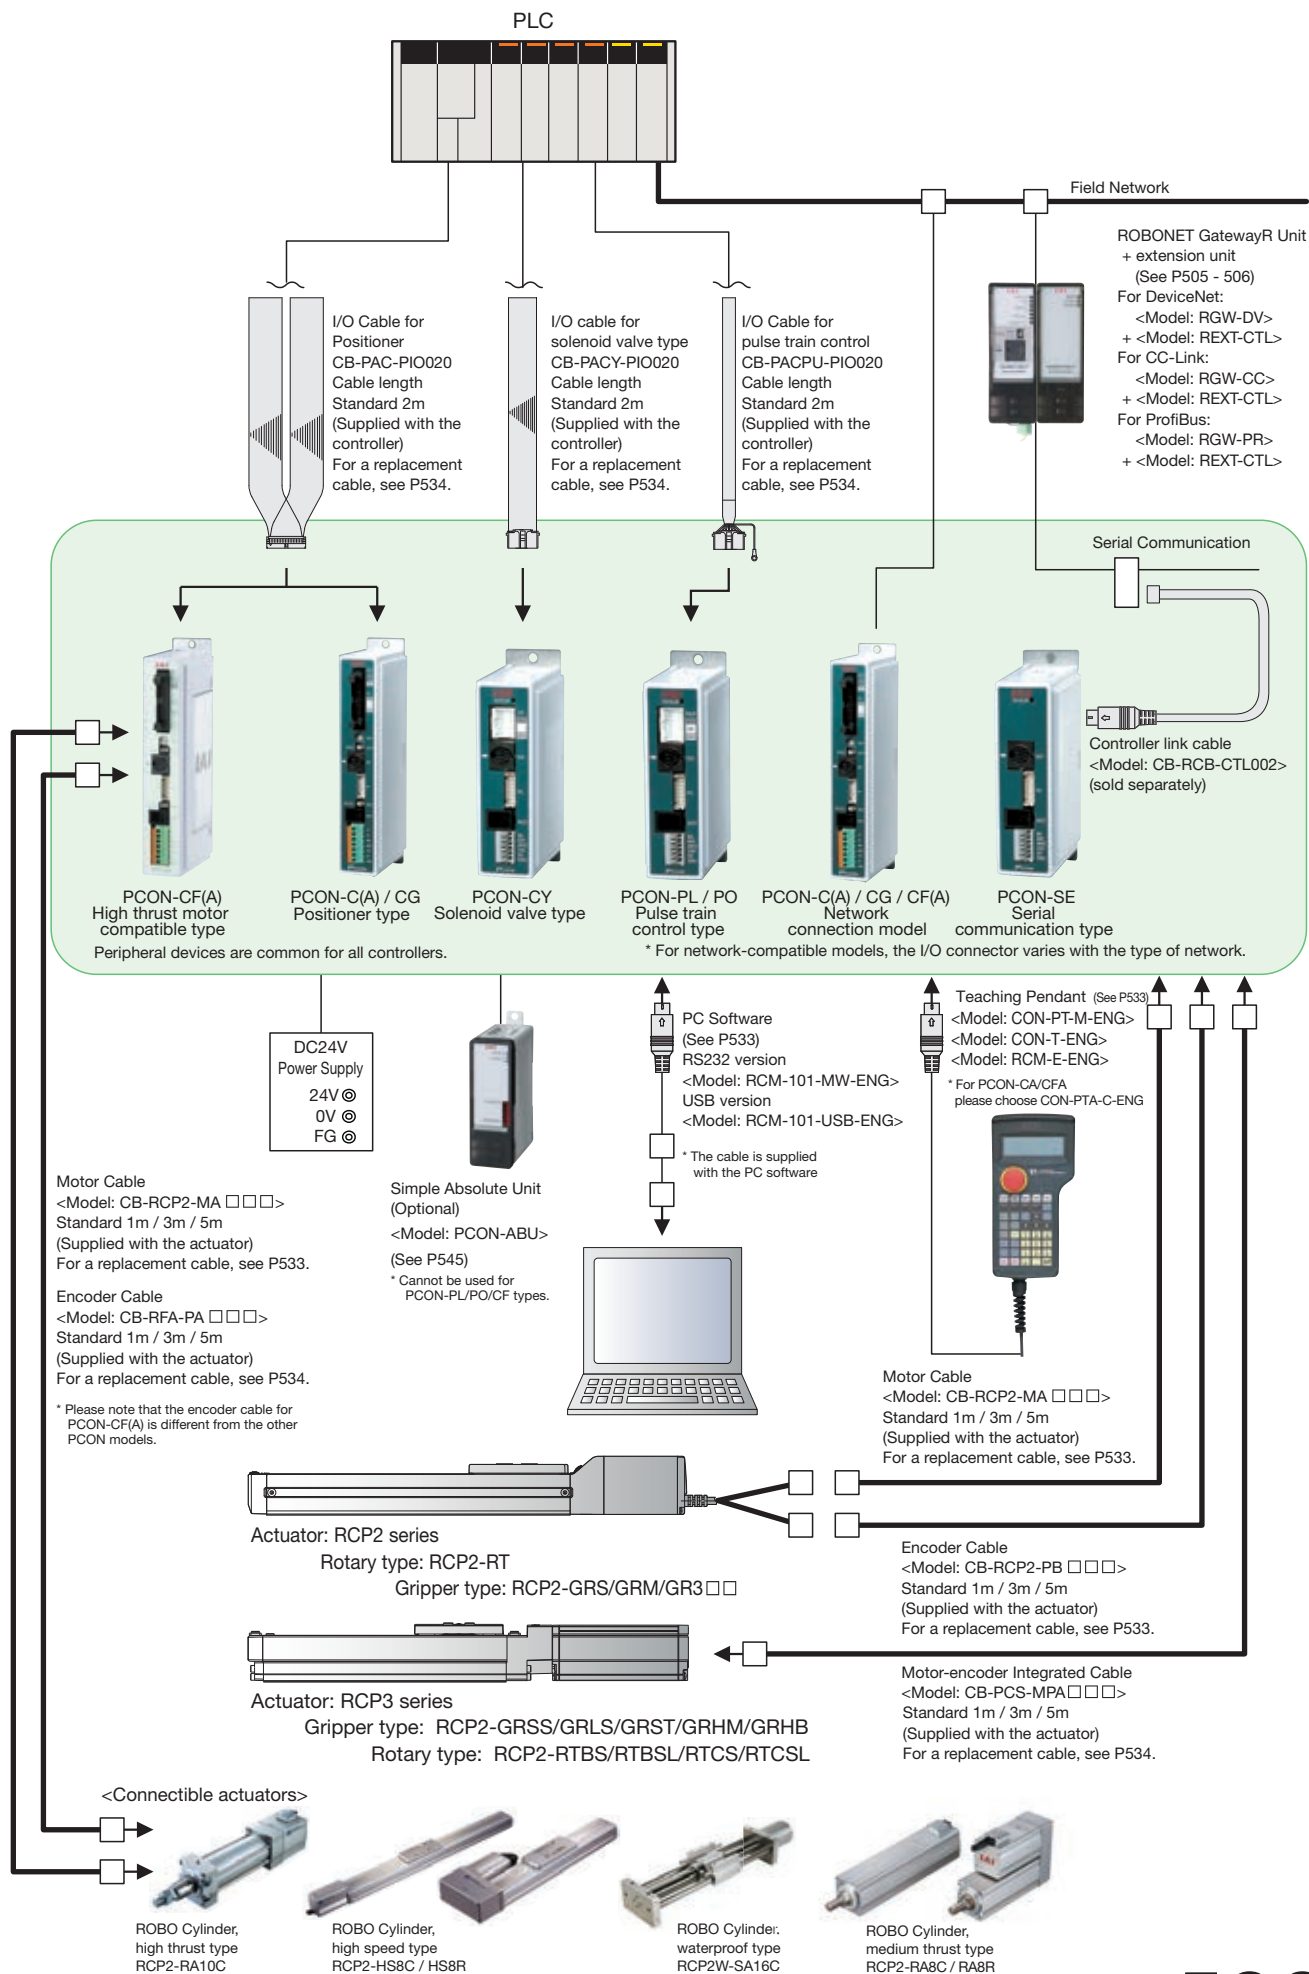 PLC
Field Network
ROBONET GatewayR Unit
+ extension unit
(See P505 - 506)
For DeviceNet:
<Model: RGW-DV>
+ <Model: REXT-CTL>
For CC-Link:
<Model: RGW-CC>
+ <Model: REXT-CTL>
For ProfiBus:
<Model: RGW-PR>
+ <Model: REXT-CTL>
I/O Cable for
Positioner
CB-PAC-PIO020
Cable length
Standard 2m
(Supplied with the
controller)
For a replacement
cable, see P534.
I/O cable for
solenoid valve type
CB-PACY-PIO020
Cable length
Standard 2m
(Supplied with the
controller)
For a replacement
cable, see P534.
I/O Cable for
pulse train control
CB-PACPU-PIO020
Cable length
Standard 2m
(Supplied with the
controller)
For a replacement
cable, see P534.
Serial Communication
Controller link cable
<Model: CB-RCB-CTL002>
(sold separately)
PCON-CF(A)
High thrust motor
compatible type
PCON-C(A) / CG
Positioner type
PCON-CY
Solenoid valve type
PCON-PL / PO
Pulse train
control type
PCON-C(A) / CG / CF(A)
Network
connection model
PCON-SE
Serial
communication type
Peripheral devices are common for all controllers.
* For network-compatible models, the I/O connector varies with the type of network.
DC24V
Power Supply
24V
0V
FG
Simple Absolute Unit
(Optional)
<Model: PCON-ABU>
(See P545)
* Cannot be used for
PCON-PL/PO/CF types.
PC Software
(See P533)
RS232 version
<Model: RCM-101-MW-ENG>
USB version
<Model: RCM-101-USB-ENG>
* The cable is supplied
with the PC software
Teaching Pendant (See P533)
<Model: CON-PT-M-ENG>
<Model: CON-T-ENG>
<Model: RCM-E-ENG>
* For PCON-CA/CFA
please choose CON-PTA-C-ENG
Motor Cable
<Model: CB-RCP2-MA □□□>
Standard 1m / 3m / 5m
(Supplied with the actuator)
For a replacement cable, see P533.
Encoder Cable
<Model: CB-RFA-PA □□□>
Standard 1m / 3m / 5m
(Supplied with the actuator)
For a replacement cable, see P534.
* Please note that the encoder cable for
PCON-CF(A) is different from the other
PCON models.
Motor Cable
<Model: CB-RCP2-MA □□□>
Standard 1m / 3m / 5m
(Supplied with the actuator)
For a replacement cable, see P533.
Actuator: RCP2 series
Rotary type: RCP2-RT
Gripper type: RCP2-GRS/GRM/GR3□□
Encoder Cable
<Model: CB-RCP2-PB □□□>
Standard 1m / 3m / 5m
(Supplied with the actuator)
For a replacement cable, see P533.
Actuator: RCP3 series
Gripper type: RCP2-GRSS/GRLS/GRST/GRHM/GRHB
Rotary type: RCP2-RTBS/RTBSL/RTCS/RTCSL
Motor-encoder Integrated Cable
<Model: CB-PCS-MPA□□□>
Standard 1m / 3m / 5m
(Supplied with the actuator)
For a replacement cable, see P534.
<Connectible actuators>
ROBO Cylinder,
high thrust type
RCP2-RA10C
ROBO Cylinder,
high speed type
RCP2-HS8C / HS8R
ROBO Cylinder,
waterproof type
RCP2W-SA16C
ROBO Cylinder,
medium thrust type
RCP2-RA8C / RA8R